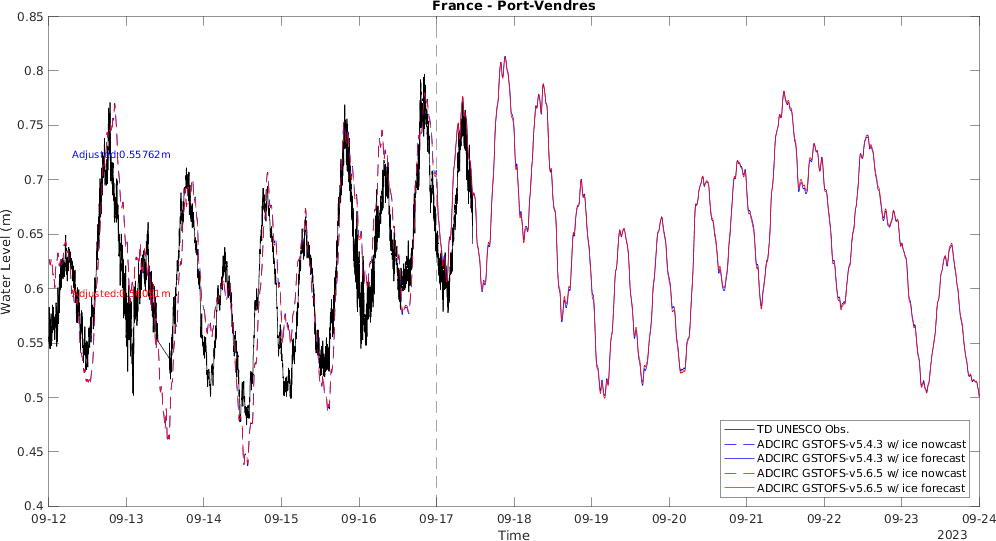 France - Port-Vendres
0.85
0.8
0.75
0.7
0.65
0.6
0.55
0.5
0.45
0.4
Water Level (m)
Adjusted:0.55762m
09-12
09-13
09-14
09-15
09-16
09-17
09-18
09-19
09-20
09-21
09-22
09-23
09-24
Time
2023
TD UNESCO Obs.
ADCIRC GSTOFS-v5.4.3 w/ ice nowcast
ADCIRC GSTOFS-v5.4.3 w/ ice forecast
ADCIRC GSTOFS-v5.6.5 w/ ice nowcast
ADCIRC GSTOFS-v5.6.5 w/ ice forecast